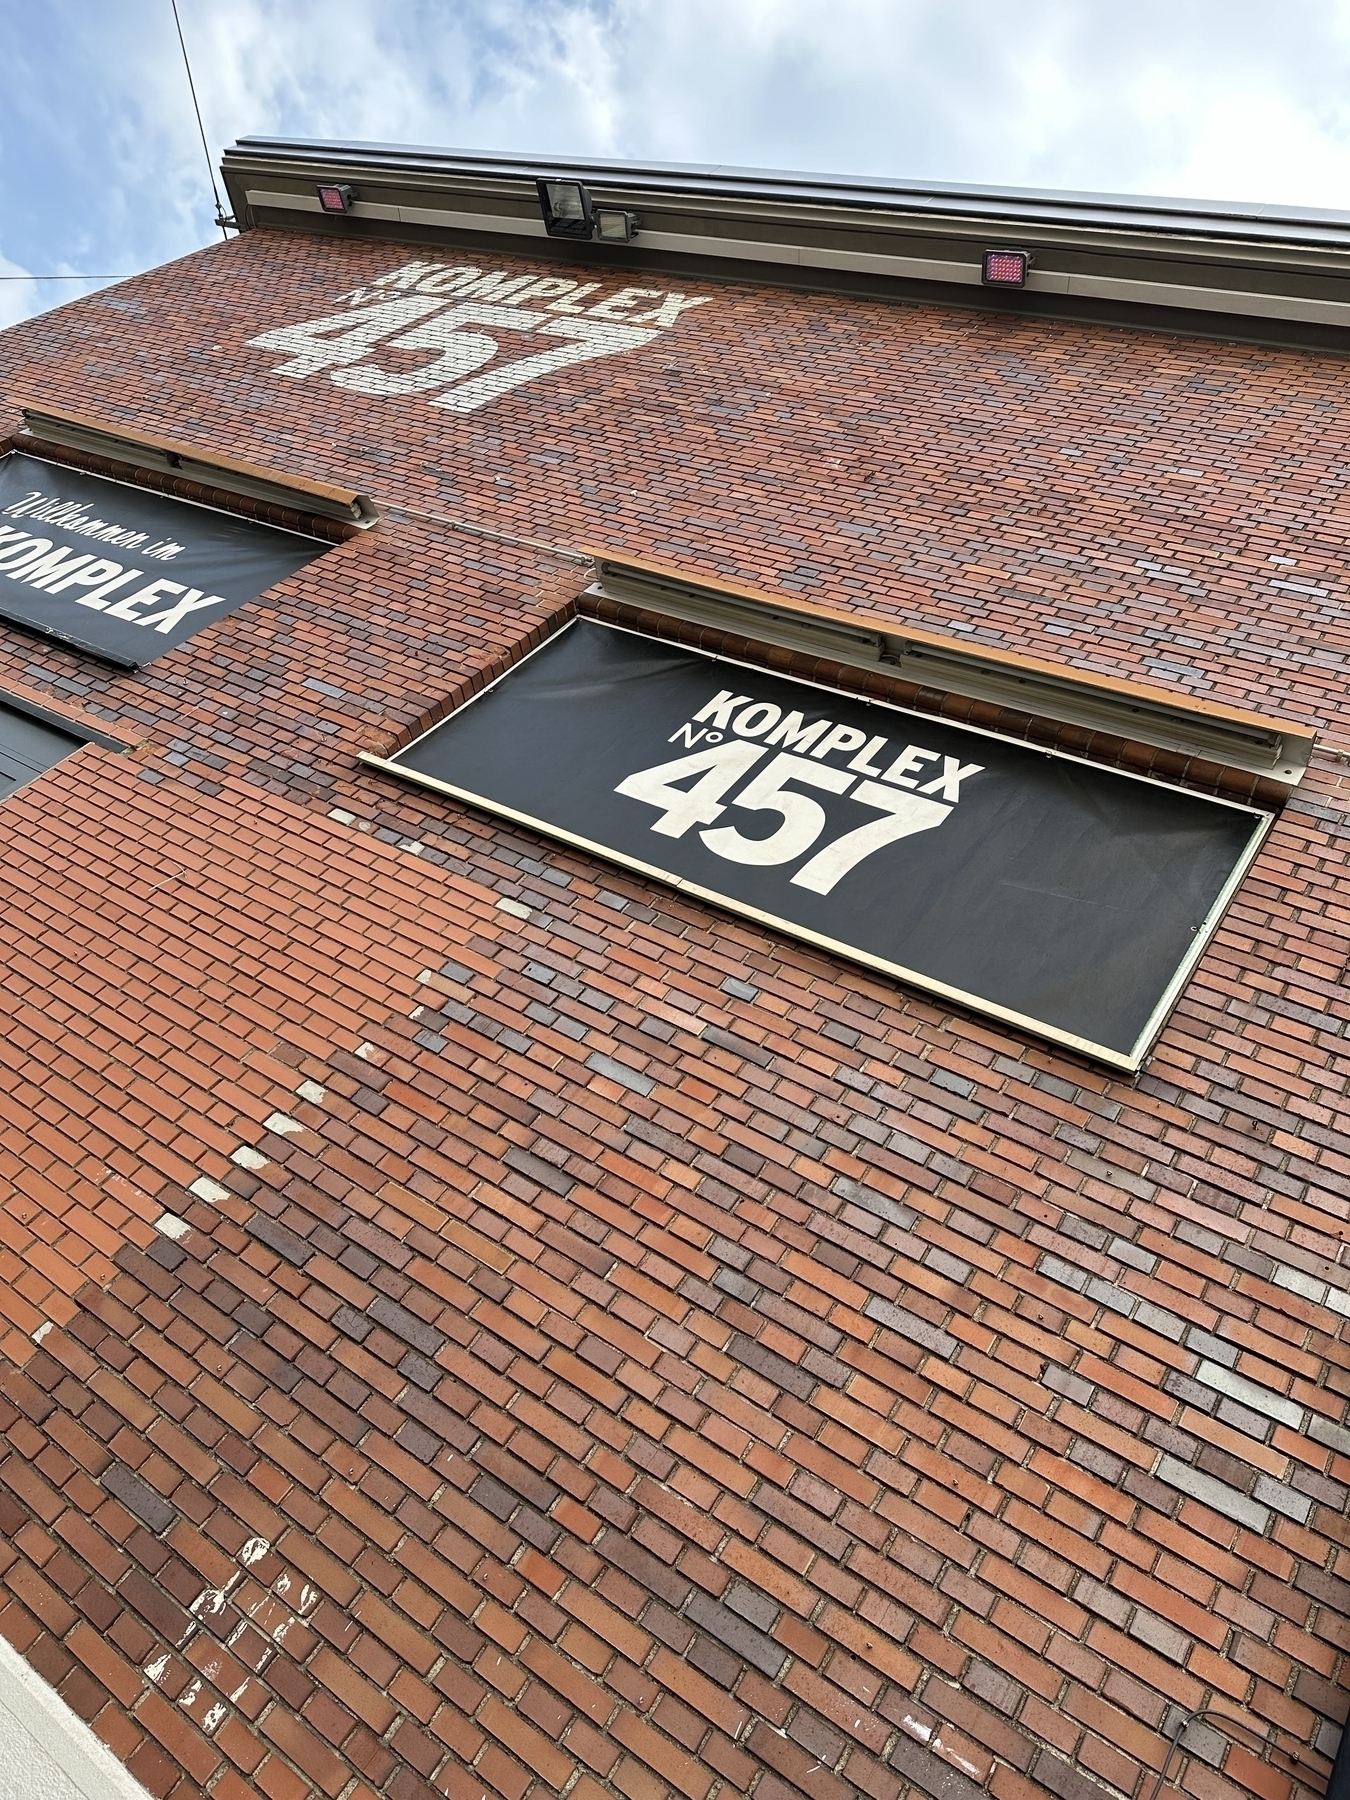 KOMPLEX
No
457
Willkommen im
KOMPLEX
KOMPLEX
No
457